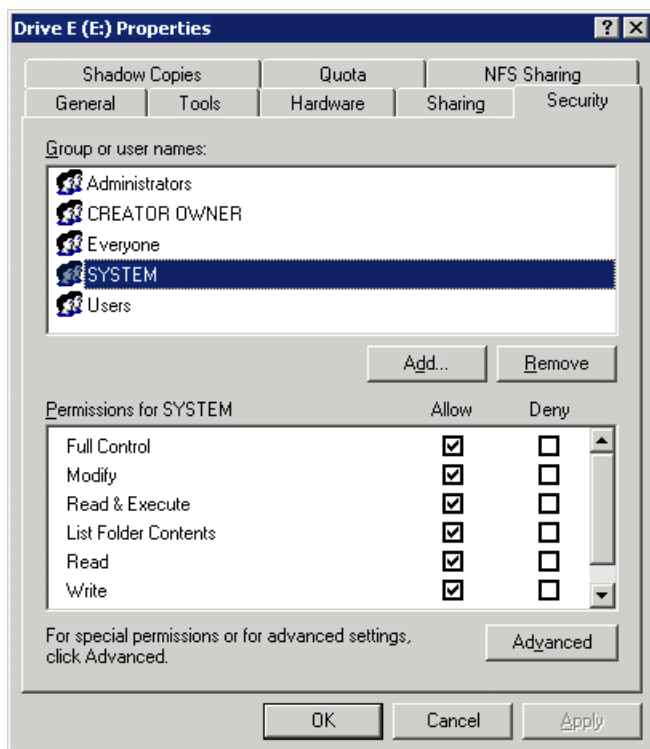 Drive E (E:) Properties
Shadow Copies Quota NFS Sharing
General Tools Hardware Sharing Security
Group or user names:
Administrators
CREATOR OWNER
Everyone
SYSTEM
Users
Add... Remove
Permissions for SYSTEM Allow Deny
Full Control
Modify
Read & Execute
List Folder Contents
Read
Write
For special permissions or for advanced settings,
click Advanced.
Advanced
OK Cancel Apply